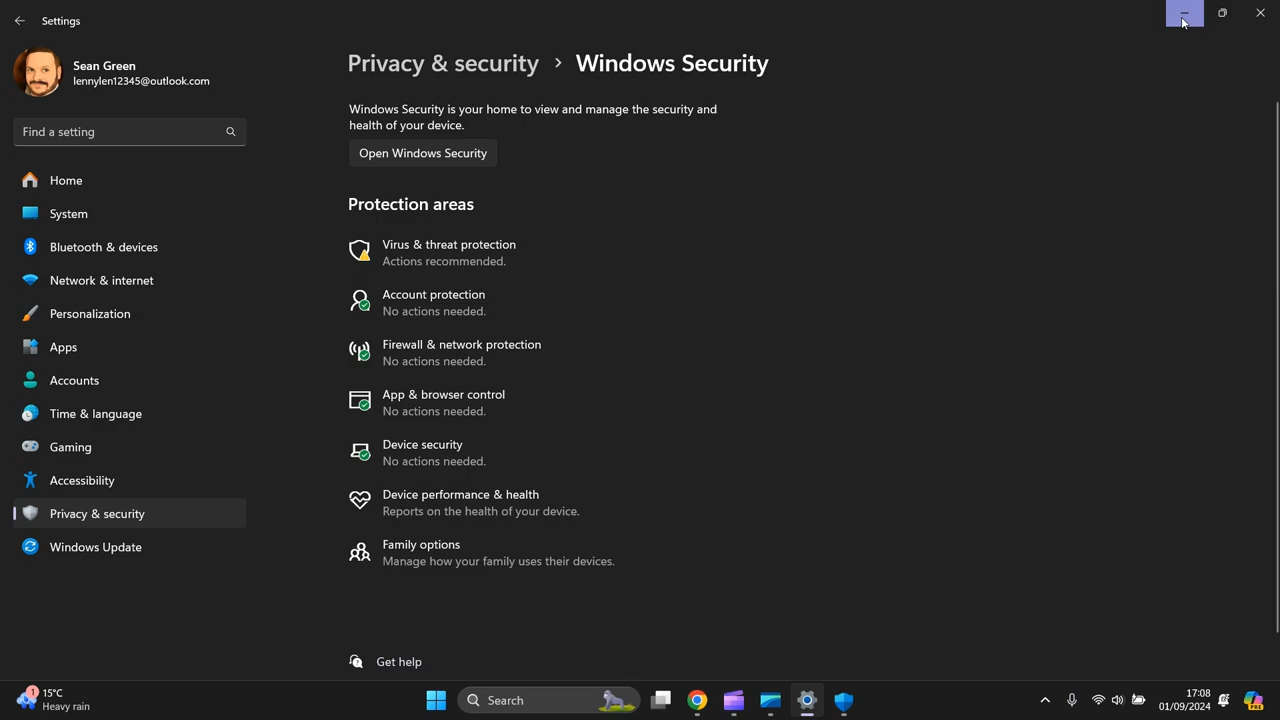 Settings
Sean Green
lennylen12345@outlook.com
Find a setting
Home
System
Bluetooth & devices
Network & internet
Personalization
Apps
Accounts
Time & language
Gaming
Accessibility
Privacy & security
Windows Update
Privacy & security > Windows Security
Windows Security is your home to view and manage the security and
health of your device.
Open Windows Security
Protection areas
Virus & threat protection
Actions recommended.
Account protection
No actions needed.
Firewall & network protection
No actions needed.
App & browser control
No actions needed.
Device security
No actions needed.
Device performance & health
Reports on the health of your device.
Family options
Manage how your family uses their devices.
Get help
1
15°C
Heavy rain
Search
17:08
01/09/2024